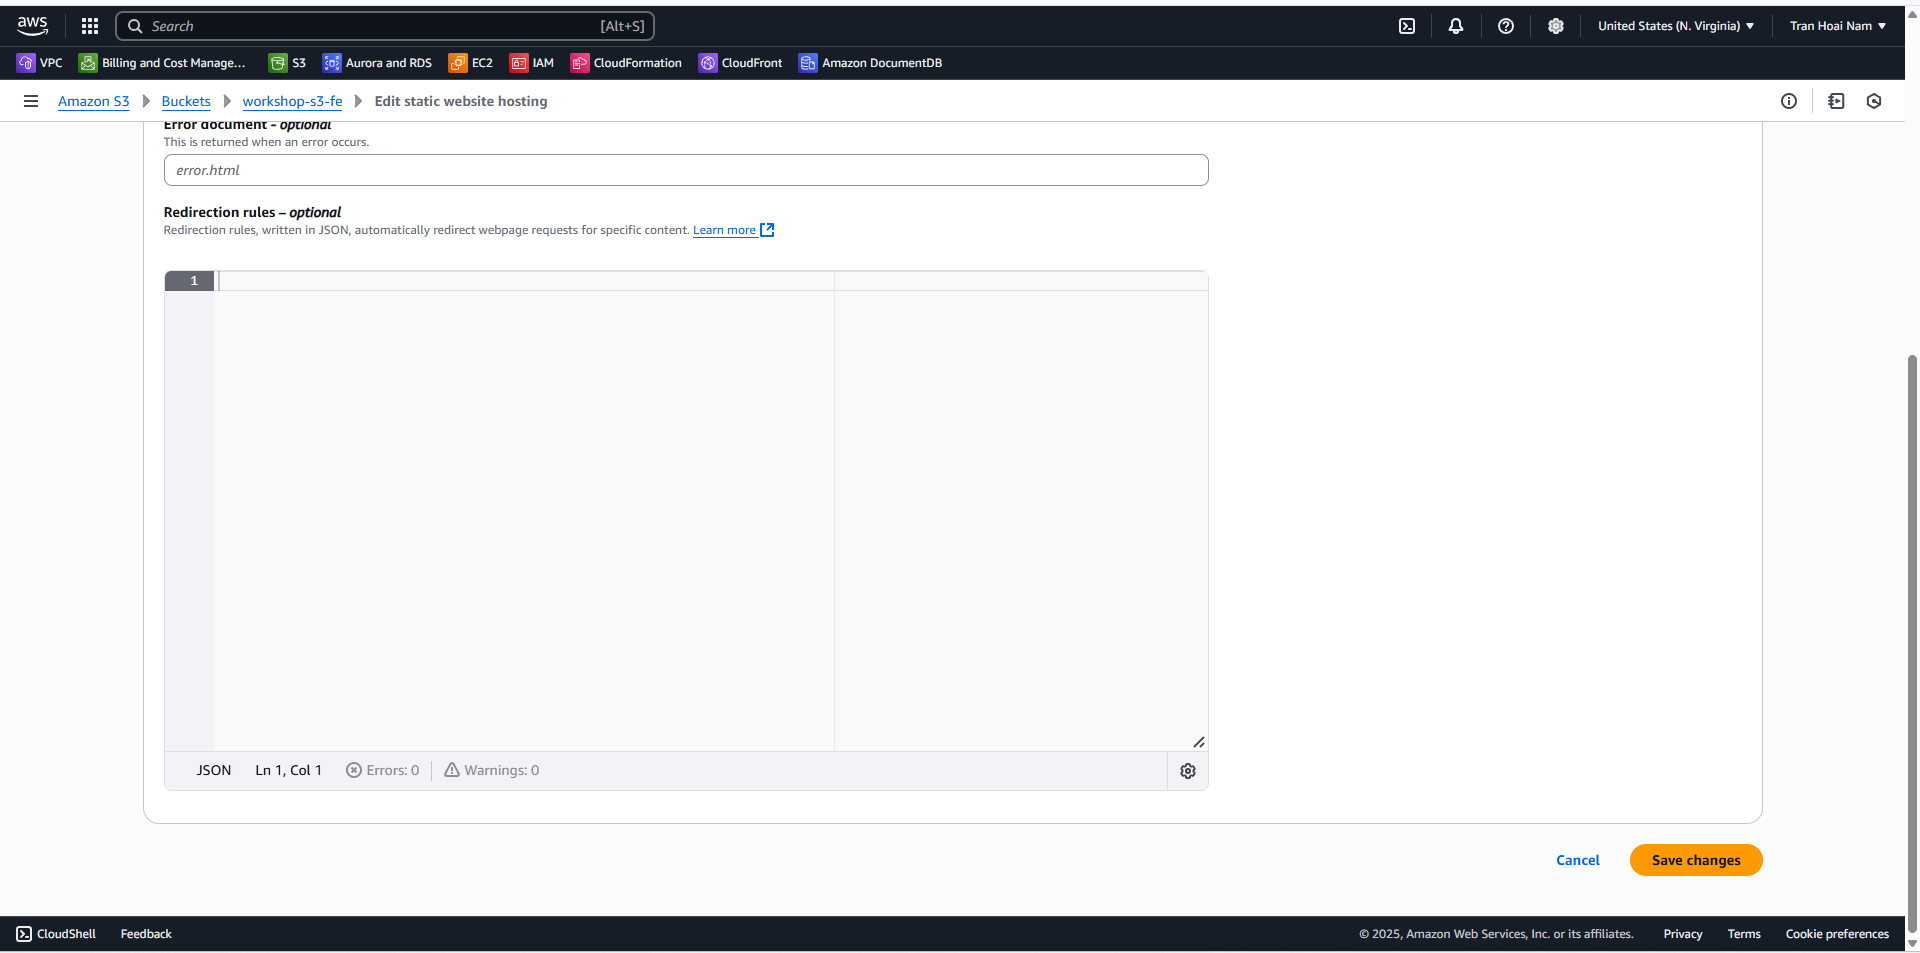 aws
Search [Alt+S]
United States (N. Virginia)
Tran Hoai Nam
VPC
Billing and Cost Manage...
S3
Aurora and RDS
EC2
IAM
CloudFormation
CloudFront
Amazon DocumentDB
Amazon S3
Buckets
workshop-s3-fe
Edit static website hosting
Error document - optional
This is returned when an error occurs.
error.html
Redirection rules – optional
Redirection rules, written in JSON, automatically redirect webpage requests for specific content. Learn more
1
JSON
Ln 1, Col 1
Errors: 0
Warnings: 0
Cancel
Save changes
CloudShell
Feedback
© 2025, Amazon Web Services, Inc. or its affiliates.
Privacy
Terms
Cookie preferences